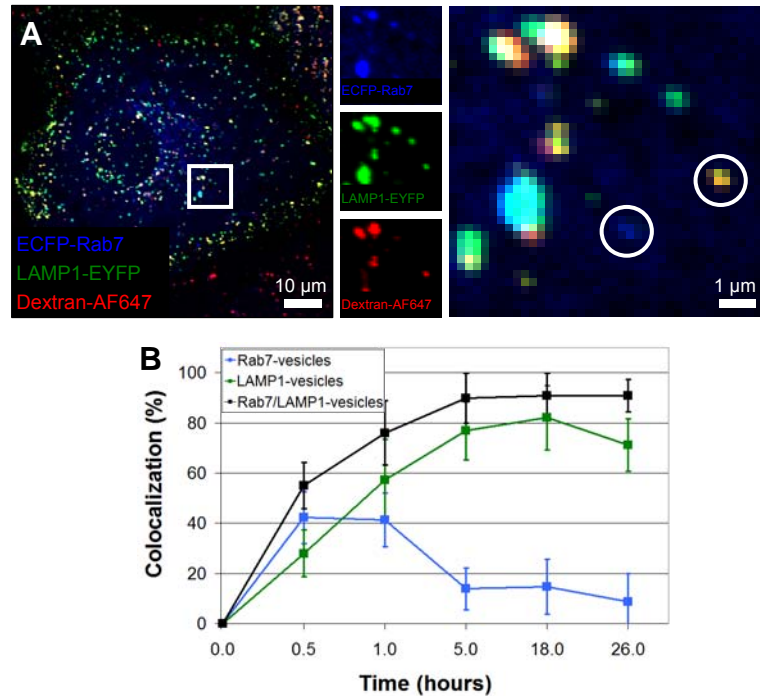 A
ECFP-Rab7
LAMP1-EYFP
Dextran-AF647
10 µm
ECFP-Rab7
LAMP1-EYFP
Dextran-AF647
1 µm
B
Rab7-vesicles
LAMP1-vesicles
Rab7/LAMP1-vesicles
Colocalization (%)
100
80
60
40
20
0
0.0 0.5 1.0 5.0 18.0 26.0
Time (hours)